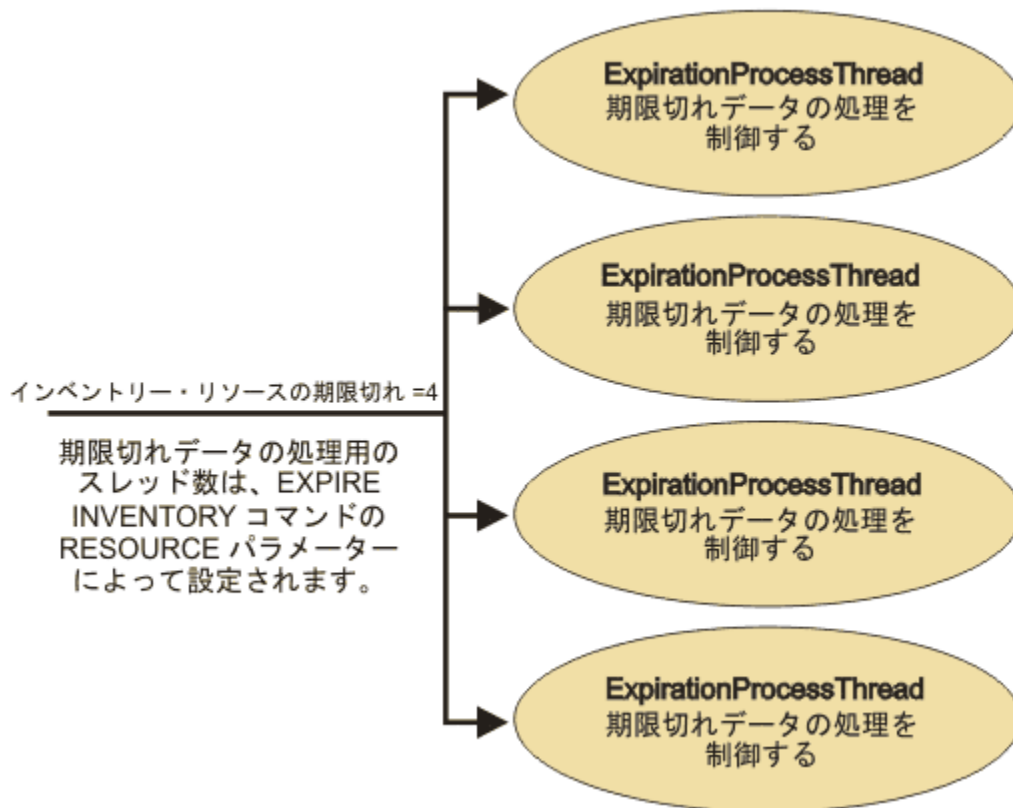 ExpirationProcessThread
期限切れデータの処理を
制御する
ExpirationProcessThread
期限切れデータの処理を
制御する
インベントリー・リソースの期限切れ =4
期限切れデータの処理用の
スレッド数は、EXPIRE
INVENTORY コマンドの
RESOURCE パラメーター
によって設定されます。
ExpirationProcessThread
期限切れデータの処理を
制御する
ExpirationProcessThread
期限切れデータの処理を
制御する